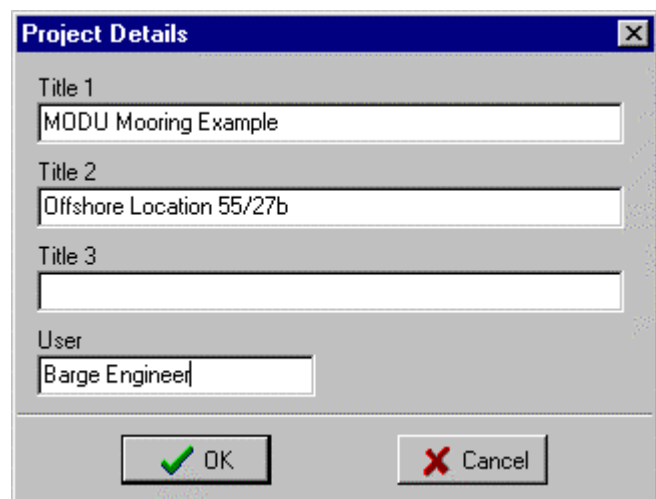 Project Details
Title 1
MODU Mooring Example
Title 2
Offshore Location 55/27b
Title 3
User
Barge Engineer
OK
Cancel